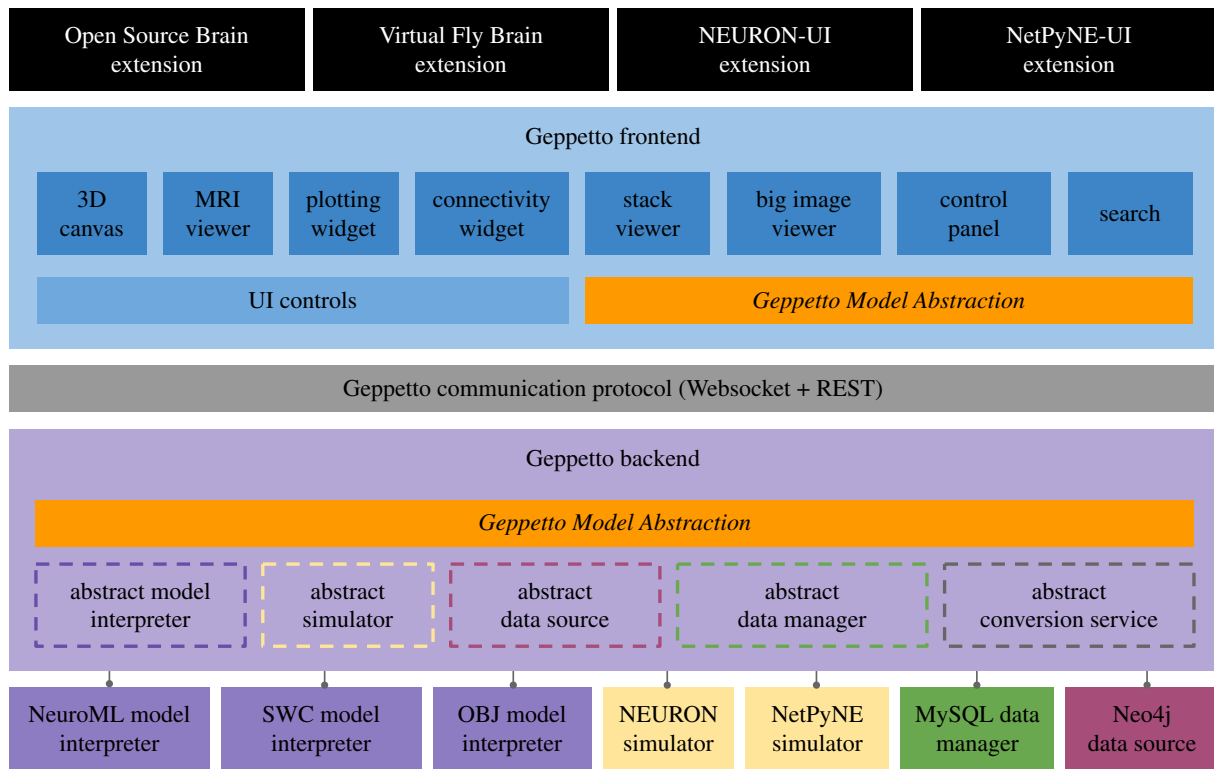 Open Source Brain
extension
Virtual Fly Brain
extension
NEURON-UI
extension
NetPyNE-UI
extension
Geppetto frontend
3D
canvas
MRI
viewer
plotting
widget
connectivity
widget
stack
viewer
big image
viewer
control
panel
search
UI controls
Geppetto Model Abstraction
Geppetto communication protocol (Websocket + REST)
Geppetto backend
Geppetto Model Abstraction
abstract model
interpreter
abstract
simulator
abstract
data source
abstract
data manager
abstract
conversion service
NeuroML model
interpreter
SWC model
interpreter
OBJ model
interpreter
NEURON
simulator
NetPyNE
simulator
MySQL data
manager
Neo4j
data source